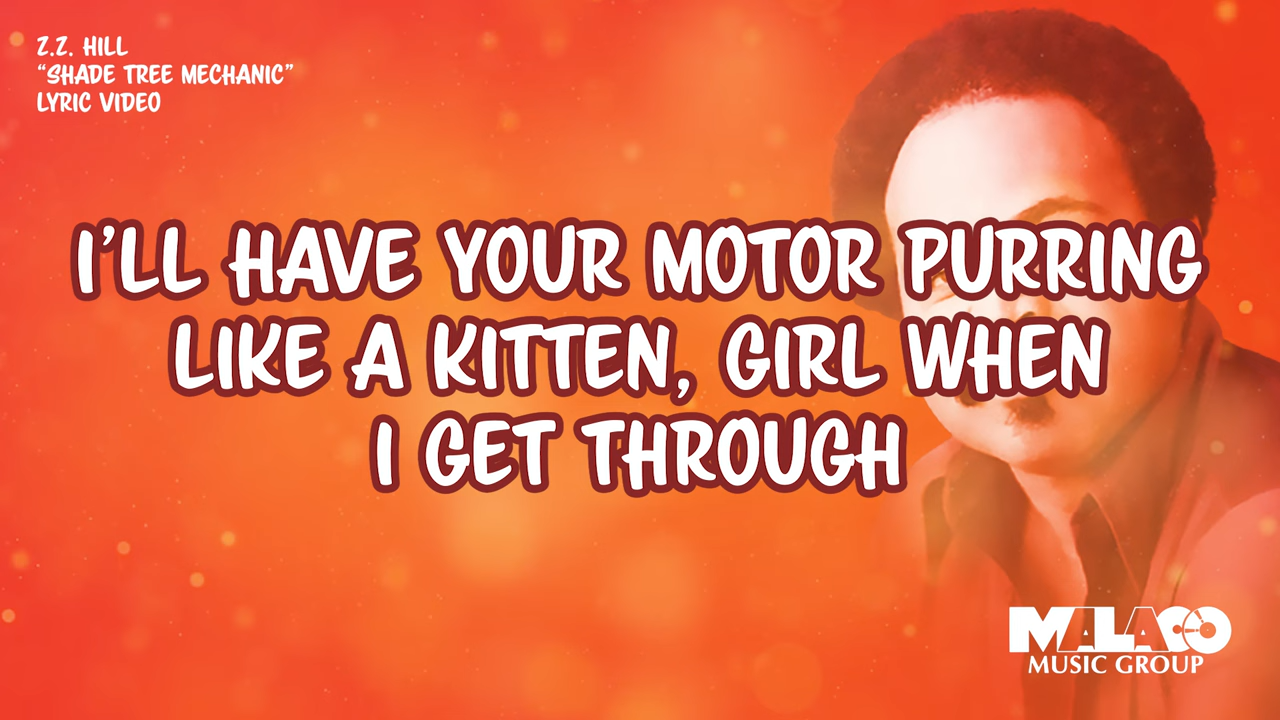 Z.Z. HILL
“SHADE TREE MECHANIC”
LYRIC VIDEO
I’LL HAVE YOUR MOTOR PURRING
LIKE A KITTEN, GIRL WHEN
I GET THROUGH
MALACO
MUSIC GROUP